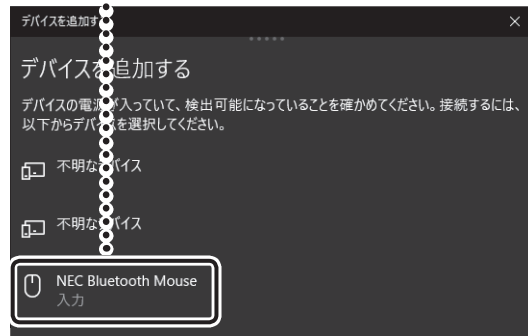 デバイスを追加する
デバイスを追加する
デバイスの電源が入っていて、検出可能になっていることを確かめてください。接続するには、
以下からデバイスを選択してください。
不明なデバイス
不明なデバイス
NEC Bluetooth Mouse
入力